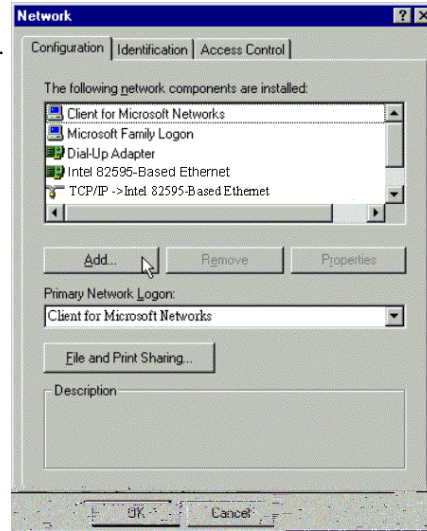 Network
Configuration Identification Access Control
The following network components are installed:
Client for Microsoft Networks
Microsoft Family Logon
Dial-Up Adapter
Intel 82595-Based Ethernet
TCP/IP ->Intel 82595-Based Ethernet
Add... Remove Properties
Primary Network Logon:
Client for Microsoft Networks
File and Print Sharing...
Description
OK Cancel